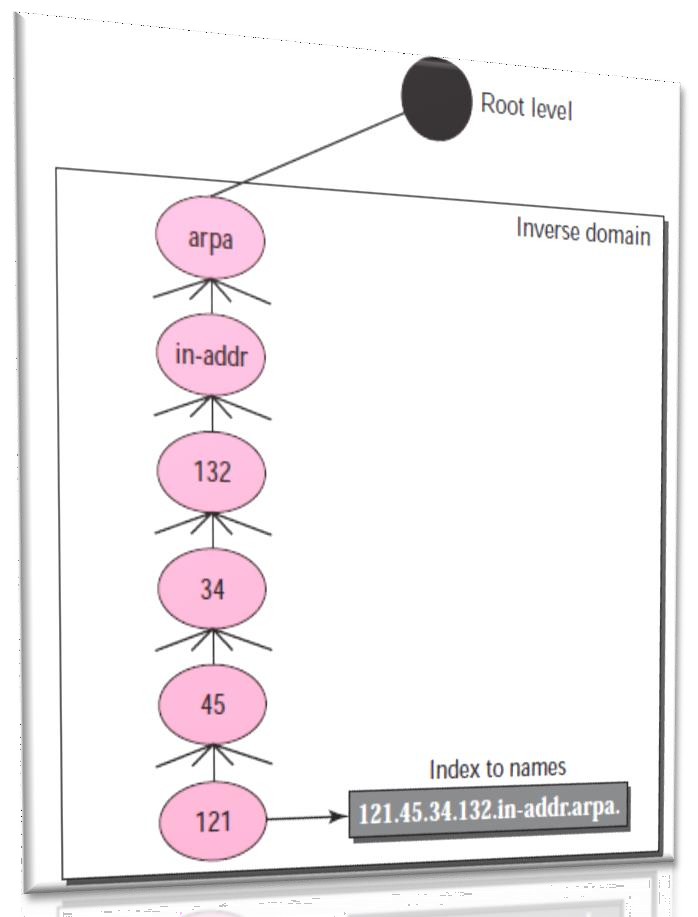 Root level
Inverse domain
arpa
in-addr
132
34
45
Index to names
121
121.45.34.132.in-addr.arpa.